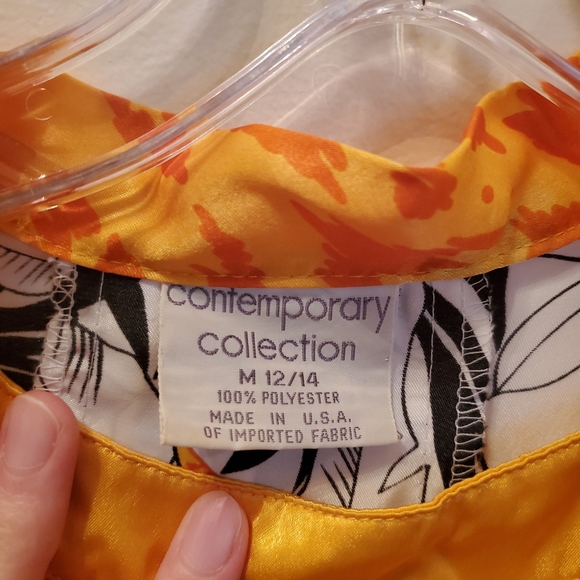 contemporary
collection
M 12/14
100% POLYESTER
MADE IN U.S.A.
OF IMPORTED FABRIC